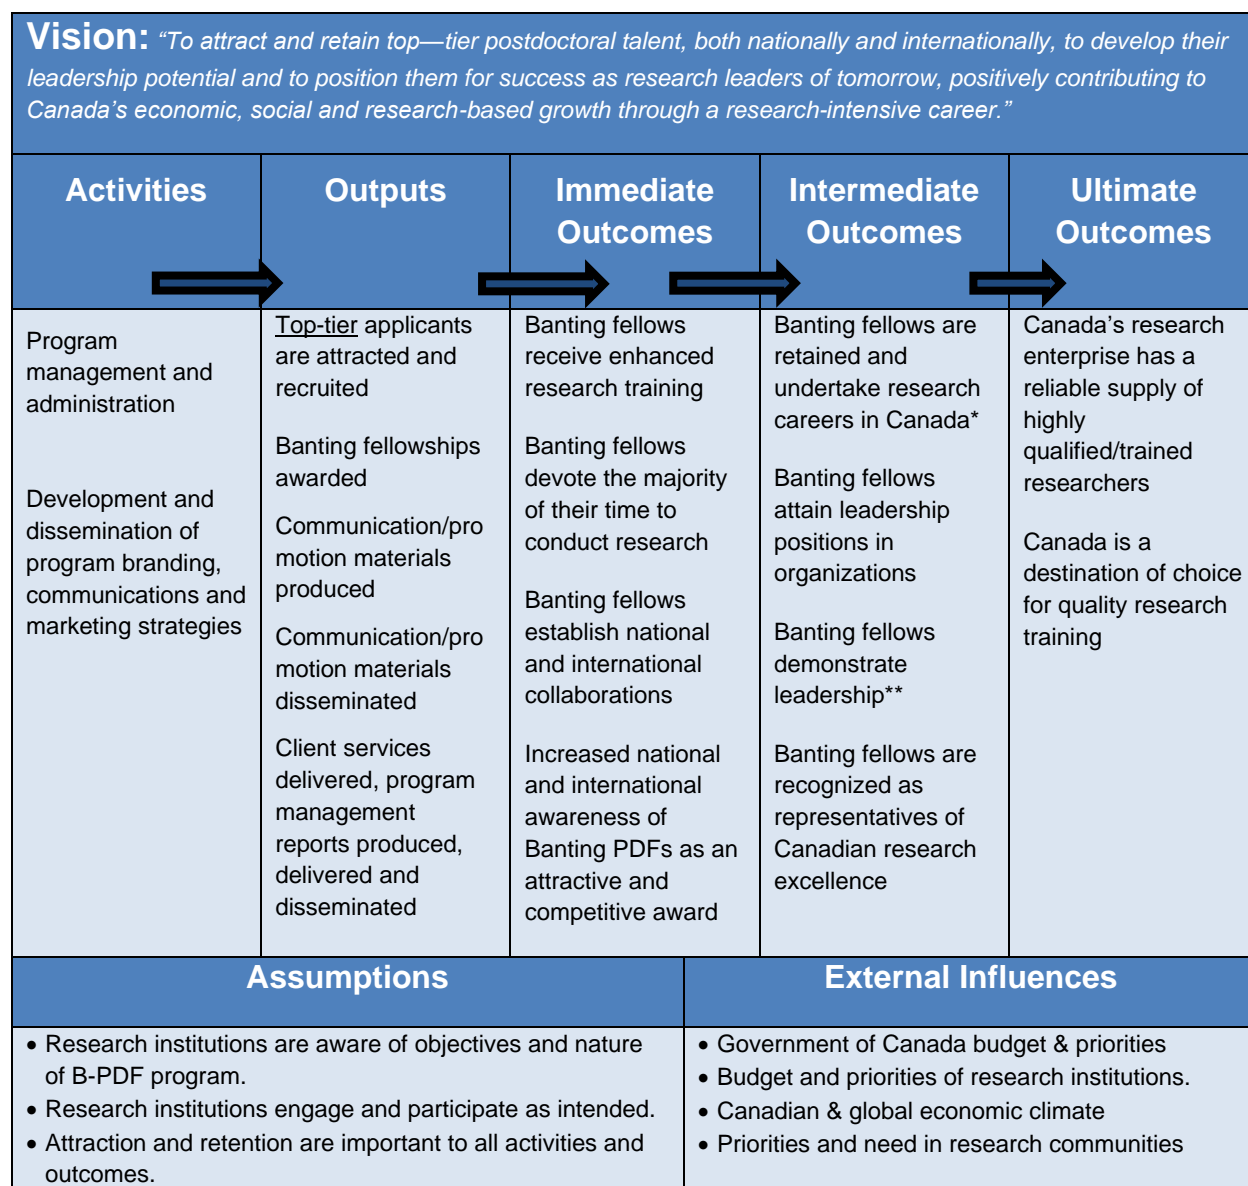 Vision: “To attract and retain top—tier postdoctoral talent, both nationally and internationally, to develop their
leadership potential and to position them for success as research leaders of tomorrow, positively contributing to
Canada’s economic, social and research-based growth through a research-intensive career.”
Activities
Outputs
Immediate
Outcomes
Intermediate
Outcomes
Ultimate
Outcomes
Program
management and
administration
Development and
dissemination of
program branding,
communications and
marketing strategies
Top-tier applicants
are attracted and
recruited
Banting fellowships
awarded
Communication/pro
motion materials
produced
Communication/pro
motion materials
disseminated
Client services
delivered, program
management
reports produced,
delivered and
disseminated
Banting fellows
receive enhanced
research training
Banting fellows
devote the majority
of their time to
conduct research
Banting fellows
establish national
and international
collaborations
Increased national
and international
awareness of
Banting PDFs as an
attractive and
competitive award
Banting fellows are
retained and
undertake research
careers in Canada*
Banting fellows
attain leadership
positions in
organizations
Banting fellows
demonstrate
leadership**
Banting fellows are
recognized as
representatives of
Canadian research
excellence
Canada’s research
enterprise has a
reliable supply of
highly
qualified/trained
researchers
Canada is a
destination of choice
for quality research
training
Assumptions
• Research institutions are aware of objectives and nature
of B-PDF program.
• Research institutions engage and participate as intended.
• Attraction and retention are important to all activities and
outcomes.
External Influences
• Government of Canada budget & priorities
• Budget and priorities of research institutions.
• Canadian & global economic climate
• Priorities and need in research communities